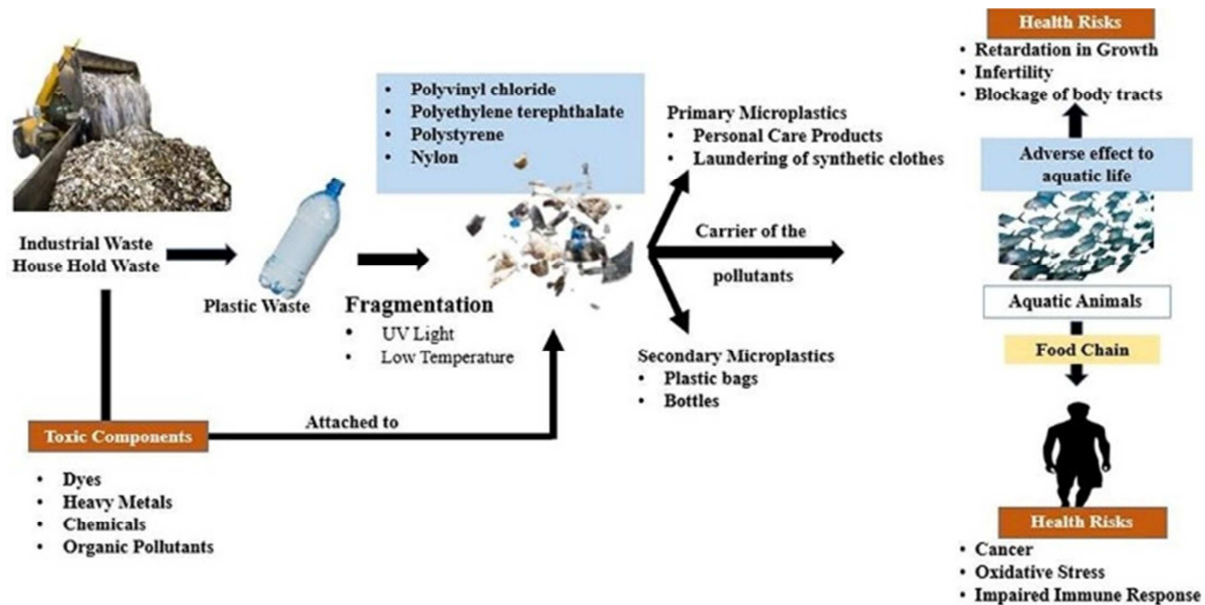 Industrial Waste
House Hold Waste
Plastic Waste
Fragmentation
• UV Light
• Low Temperature
• Polyvinyl chloride
• Polyethylene terephthalate
• Polystyrene
• Nylon
Toxic Components
• Dyes
• Heavy Metals
• Chemicals
• Organic Pollutants
Attached to
Primary Microplastics
• Personal Care Products
• Laundering of synthetic clothes
Carrier of the
pollutants
Secondary Microplastics
• Plastic bags
• Bottles
Health Risks
• Retardation in Growth
• Infertility
• Blockage of body tracts
Adverse effect to
aquatic life
Aquatic Animals
Food Chain
Health Risks
• Cancer
• Oxidative Stress
• Impaired Immune Response